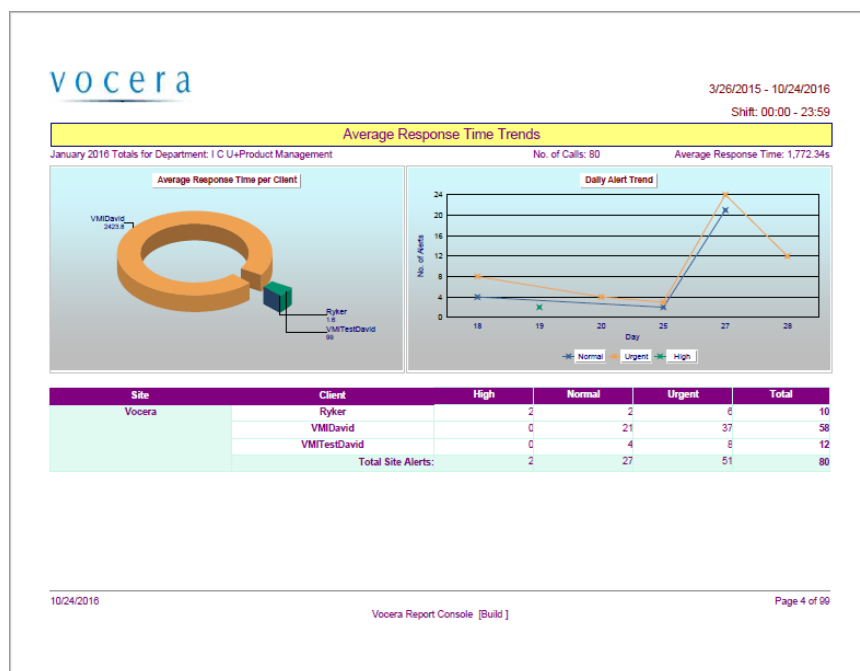 vocera
3/26/2015 - 10/24/2016
Shift: 00:00 - 23:59
Average Response Time Trends
January 2016 Totals for Department: I C U+Product Management No. of Calls: 80 Average Response Time: 1,772.34s
Average Response Time per Client
VMIDavid
2423.8
Ryker
1.6
VMITestDavid
99
Daily Alert Trend
No. of Alerts
24
20
16
12
8
4
0
18 19 20 25 27 28
Day
Normal Urgent High
Site Client High Normal Urgent Total
Vocera Ryker 2 2 6 10
VMIDavid 0 21 37 58
VMITestDavid 0 4 8 12
Total Site Alerts: 2 27 51 80
10/24/2016 Page 4 of 99
Vocera Report Console [Build ]